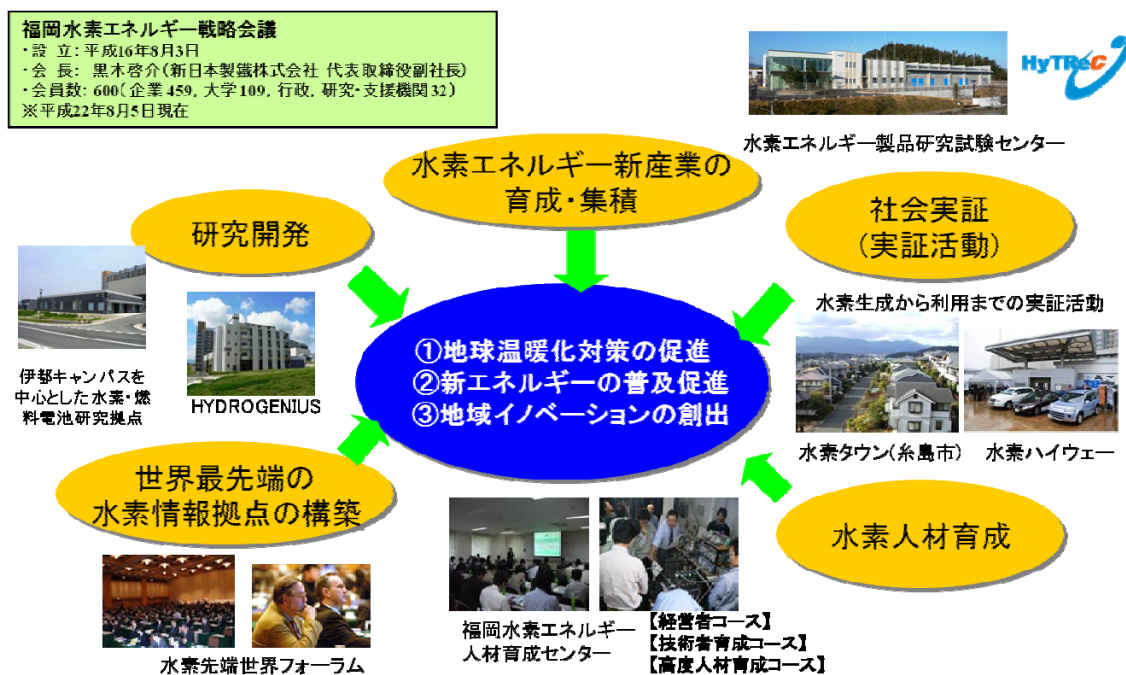 福岡水素エネルギー戦略会議
・設 立：平成16年8月3日
・会 長： 黒木啓介（新日本製鐵株式会社 代表取締役副社長）
・会員数：600（企業459，大学109，行政，研究・支援機関32）
※平成22年8月5日現在
HyTReC
水素エネルギー製品研究試験センター
水素エネルギー新産業の
育成・集積
研究開発
社会実証
（実証活動）
水素生成から利用までの実証活動
①地球温暖化対策の促進
②新エネルギーの普及促進
③地域イノベーションの創出
伊都キャンパスを
中心とした水素・燃
料電池研究拠点
HYDROGENIUS
水素タウン（糸島市）
水素ハイウェー
世界最先端の
水素情報拠点の構築
水素人材育成
水素先端世界フォーラム
福岡水素エネルギー
人材育成センター
【経営者コース】
【技術者育成コース】
【高度人材育成コース】